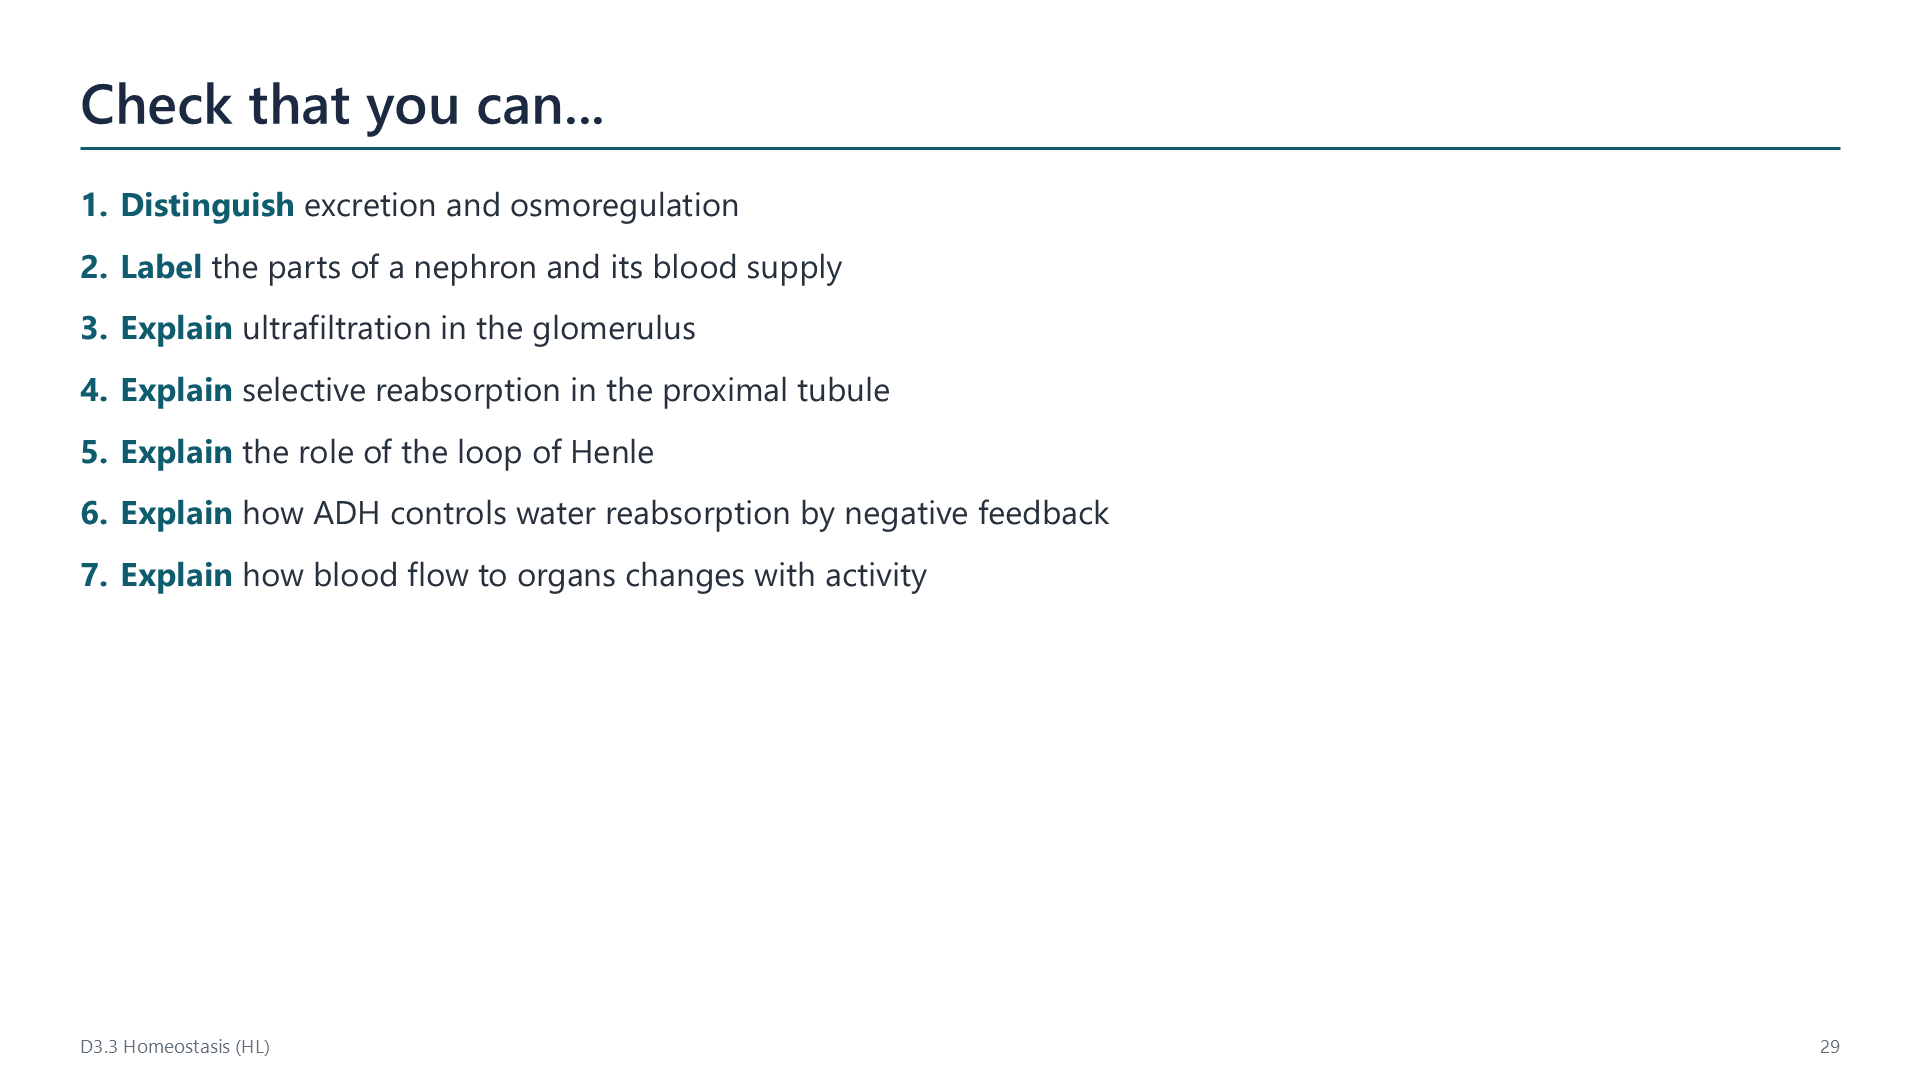 Check that you can...
1. Distinguish excretion and osmoregulation
2. Label the parts of a nephron and its blood supply
3. Explain ultrafiltration in the glomerulus
4. Explain selective reabsorption in the proximal tubule
5. Explain the role of the loop of Henle
6. Explain how ADH controls water reabsorption by negative feedback
7. Explain how blood flow to organs changes with activity
D3.3 Homeostasis (HL)
29